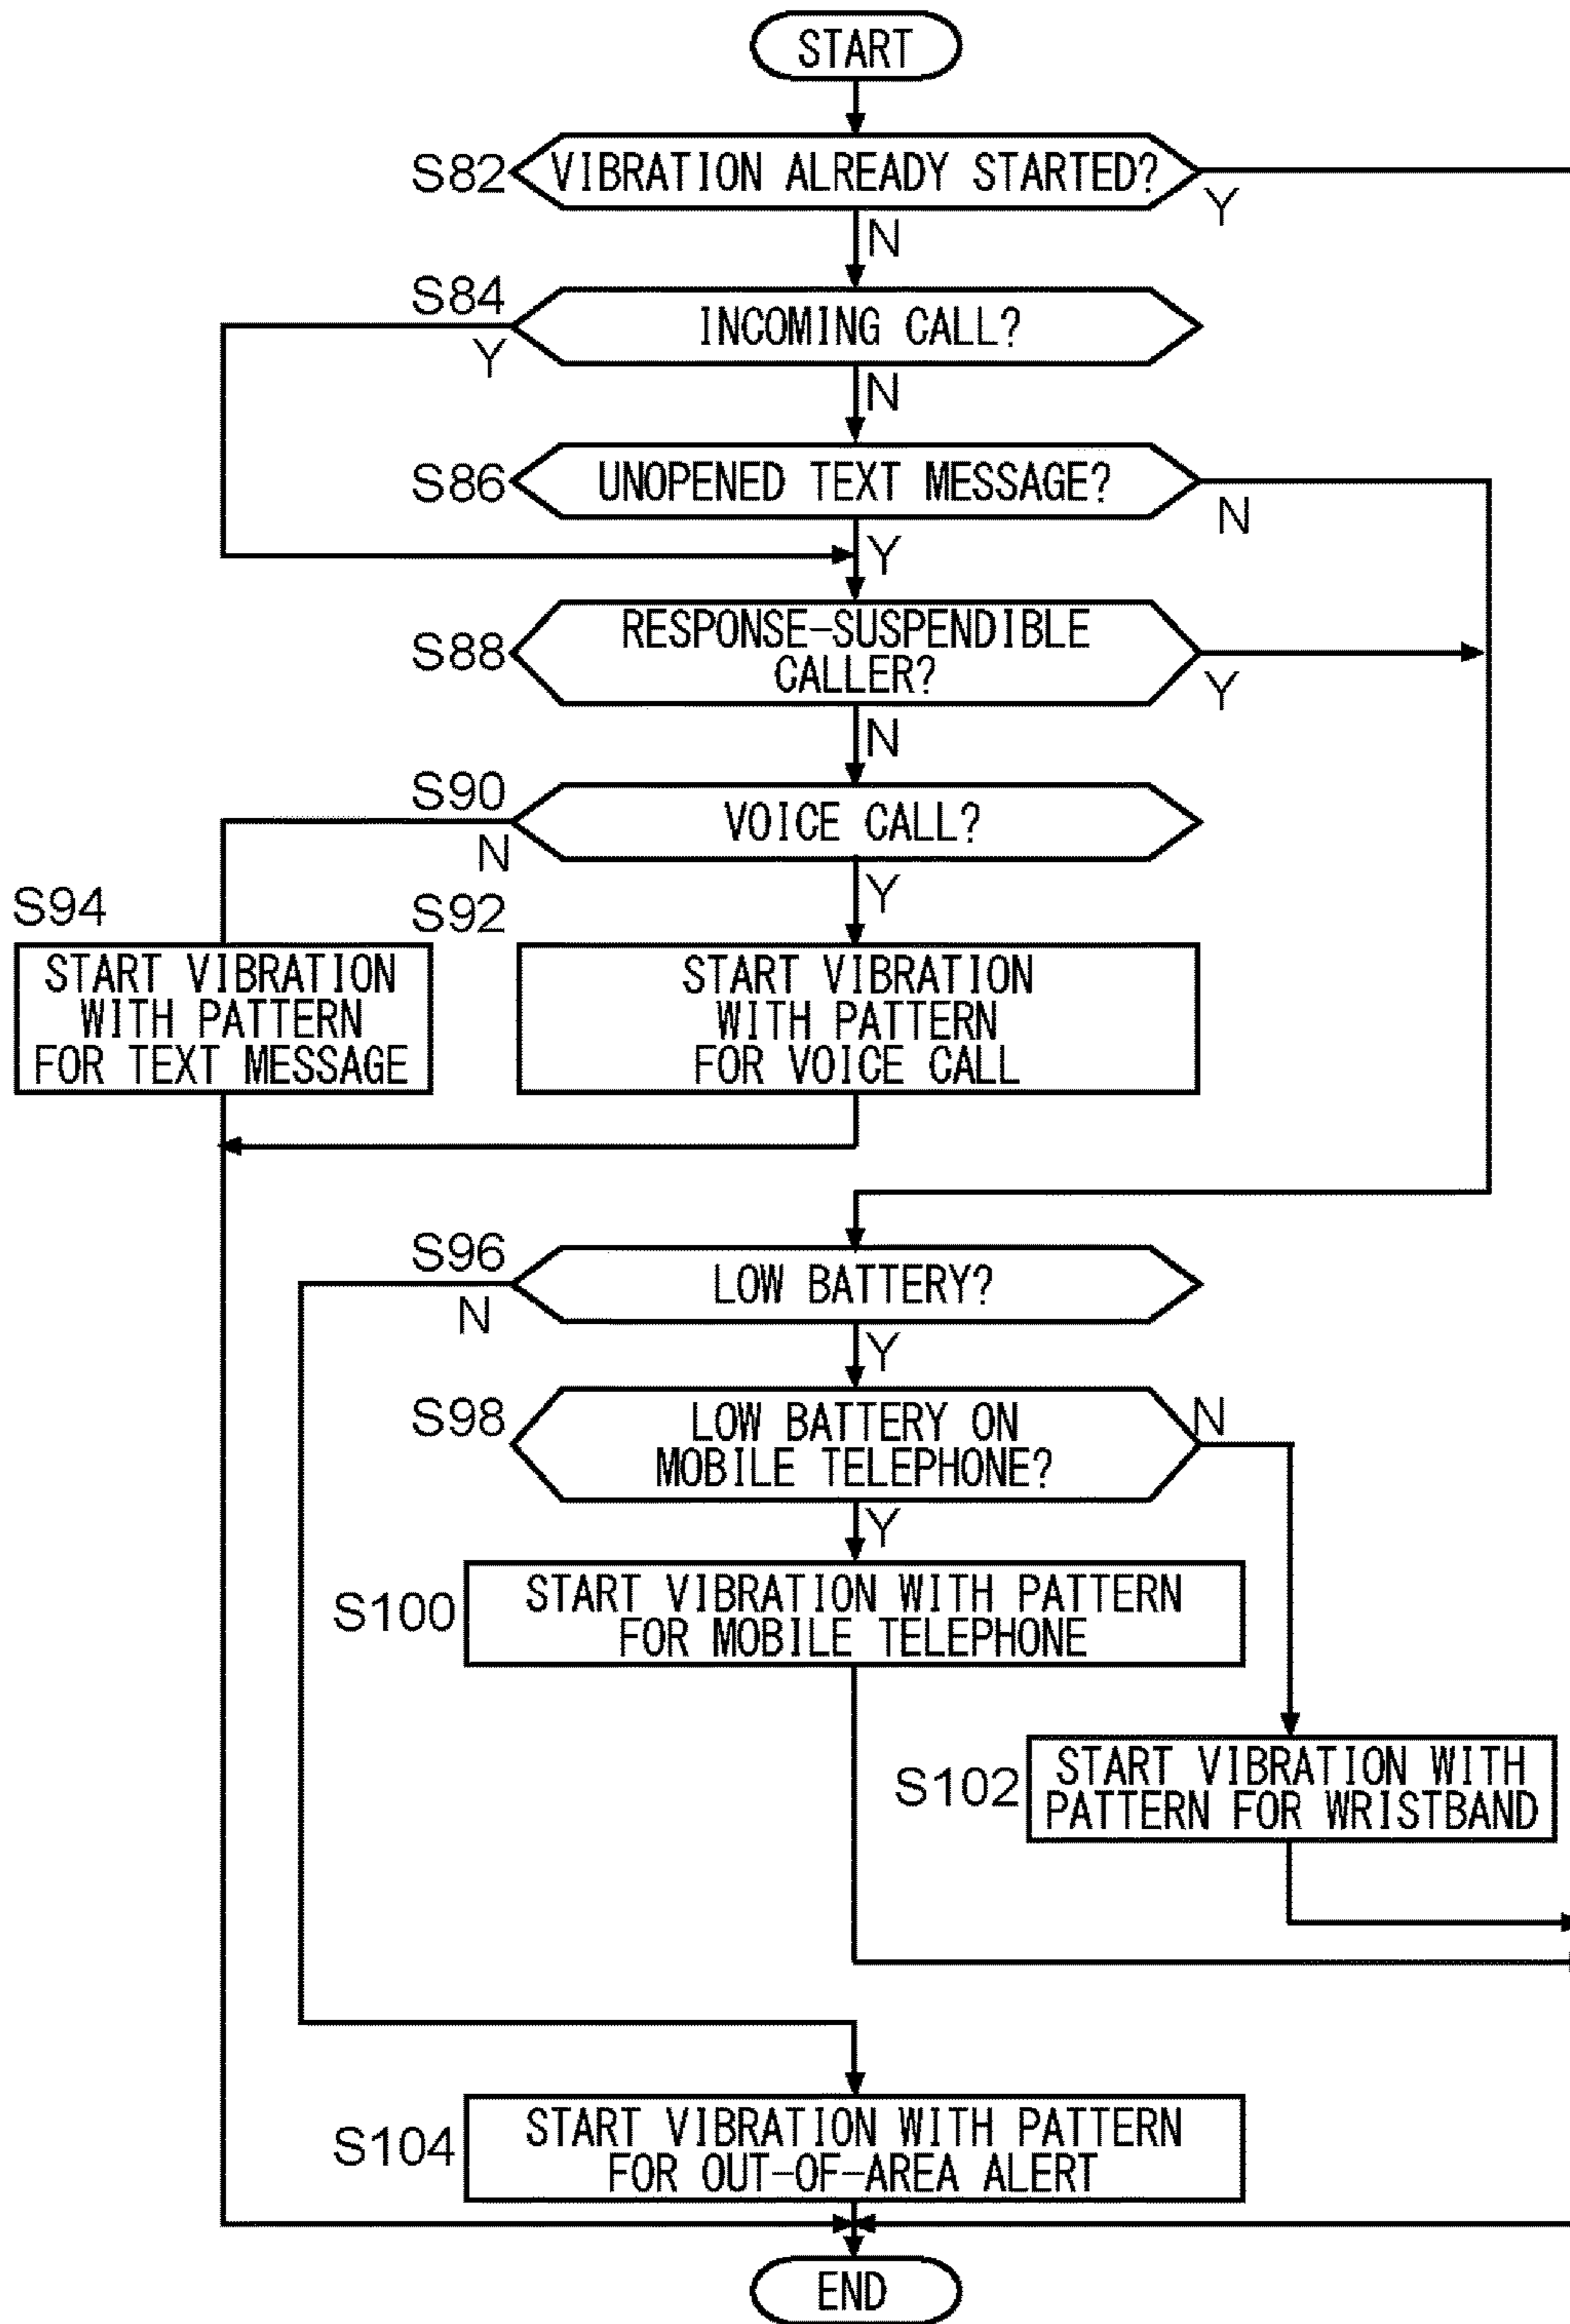 START
S82
VIBRATION ALREADY STARTED?
Y
N
S84
INCOMING CALL?
Y
N
S86
UNOPENED TEXT MESSAGE?
N
Y
S88
RESPONSE-SUSPENDIBLE
CALLER?
Y
N
S90
VOICE CALL?
N
Y
S94
START VIBRATION
WITH PATTERN
FOR TEXT MESSAGE
S92
START VIBRATION
WITH PATTERN
FOR VOICE CALL
S96
LOW BATTERY?
N
Y
S98
LOW BATTERY ON
MOBILE TELEPHONE?
N
Y
S100
START VIBRATION WITH PATTERN
FOR MOBILE TELEPHONE
S102
START VIBRATION WITH
PATTERN FOR WRISTBAND
S104
START VIBRATION WITH PATTERN
FOR OUT-OF-AREA ALERT
END